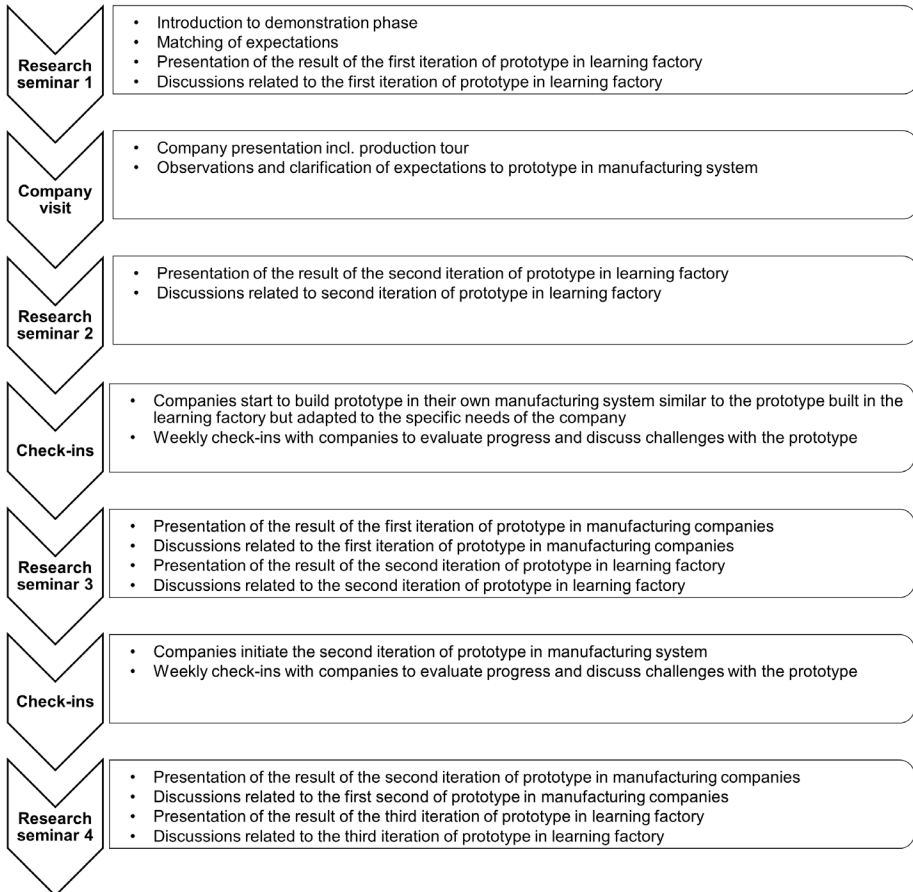 Research
seminar 1
• Introduction to demonstration phase
• Matching of expectations
• Presentation of the result of the first iteration of prototype in learning factory
• Discussions related to the first iteration of prototype in learning factory
Company
visit
• Company presentation incl. production tour
• Observations and clarification of expectations to prototype in manufacturing system
Research
seminar 2
• Presentation of the result of the second iteration of prototype in learning factory
• Discussions related to second iteration of prototype in learning factory
Check-ins
• Companies start to build prototype in their own manufacturing system similar to the prototype built in the
learning factory but adapted to the specific needs of the company
• Weekly check-ins with companies to evaluate progress and discuss challenges with the prototype
Research
seminar 3
• Presentation of the result of the first iteration of prototype in manufacturing companies
• Discussions related to the first iteration of prototype in manufacturing companies
• Presentation of the result of the second iteration of prototype in learning factory
• Discussions related to the second iteration of prototype in learning factory
Check-ins
• Companies initiate the second iteration of prototype in manufacturing system
• Weekly check-ins with companies to evaluate progress and discuss challenges with the prototype
Research
seminar 4
• Presentation of the result of the second iteration of prototype in manufacturing companies
• Discussions related to the first second of prototype in manufacturing companies
• Presentation of the result of the third iteration of prototype in learning factory
• Discussions related to the third iteration of prototype in learning factory